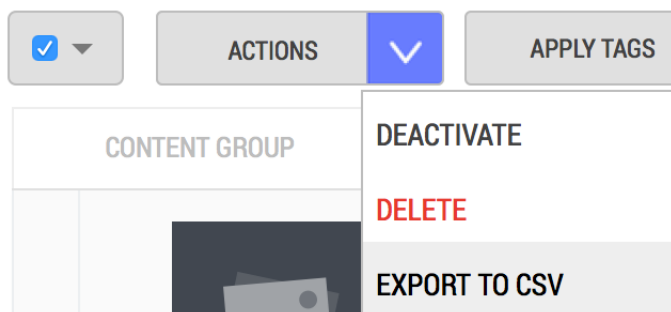 ACTIONS
APPLY TAGS
CONTENT GROUP
DEACTIVATE
DELETE
EXPORT TO CSV